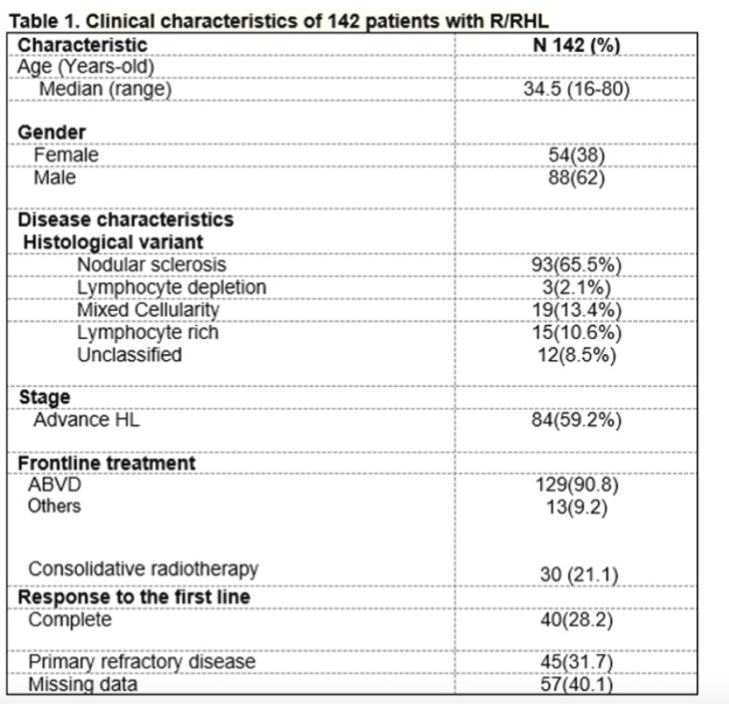 Table 1. Clinical characteristics of 142 patients with R/RHL
Characteristic N 142 (%)
Age (Years-old)
Median (range) 34.5 (16-80)
Gender
Female 54(38)
Male 88(62)
Disease characteristics
Histological variant
Nodular sclerosis 93(65.5%)
Lymphocyte depletion 3(2.1%)
Mixed Cellularity 19(13.4%)
Lymphocyte rich 15(10.6%)
Unclassified 12(8.5%)
Stage
Advance HL 84(59.2%)
Frontline treatment
ABVD 129(90.8)
Others 13(9.2)
Consolidative radiotherapy 30 (21.1)
Response to the first line
Complete 40(28.2)
Primary refractory disease 45(31.7)
Missing data 57(40.1)